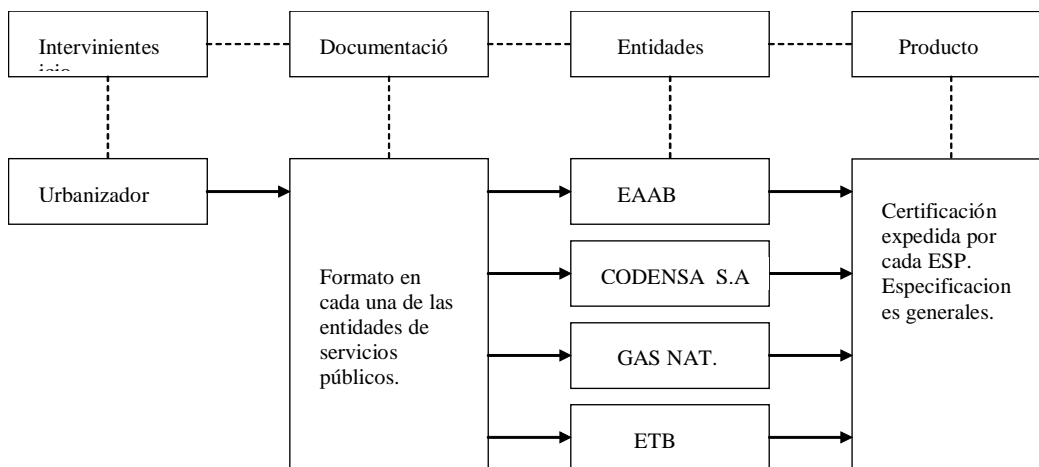 Intervinientes
Documentació
Entidades
Producto
Urbanizador
Formato en
cada una de las
entidades de
servicios
públicos.
EAAB
CODENSA S.A
GAS NAT.
ETB
Certificación
expedida por
cada ESP.
Especificacion
es generales.